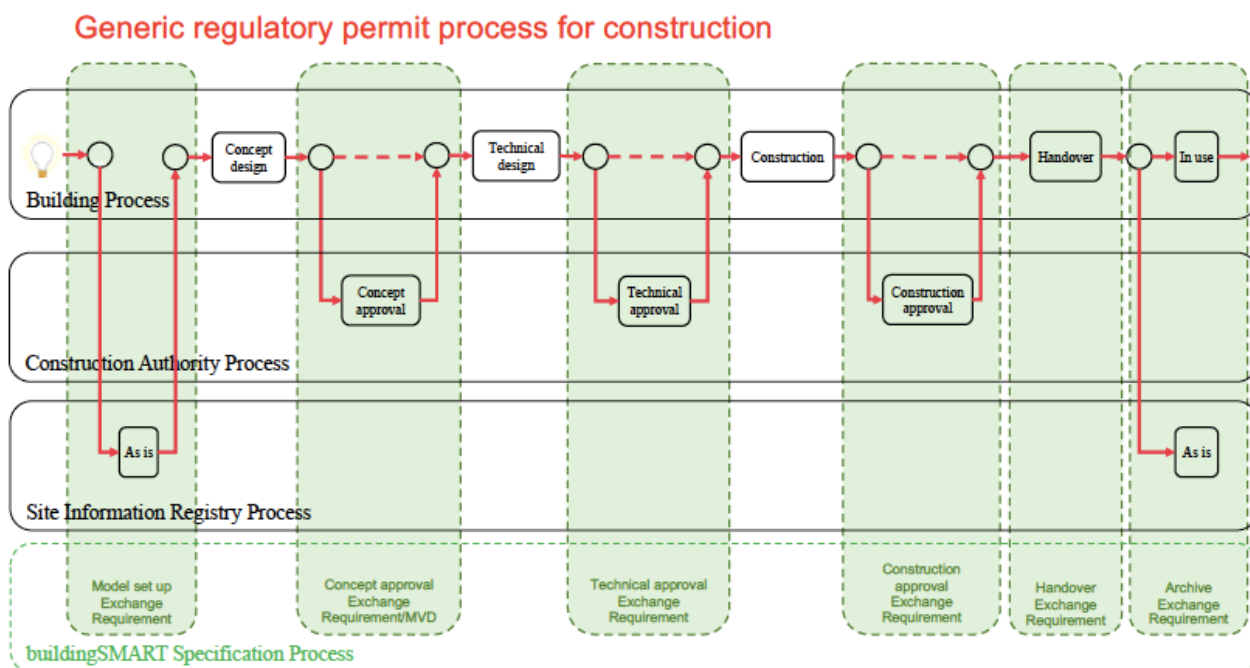 Generic regulatory permit process for construction
Concept
design
Technical
design
Construction
Handover
In use
Building Process
Concept
approval
Technical
approval
Construction
approval
Construction Authority Process
As is
As is
Site Information Registry Process
Model set up
Exchange
Requirement
Concept approval
Exchange
Requirement/MVD
Technical approval
Exchange
Requirement
Construction
approval
Exchange
Requirement
Handover
Exchange
Requirement
Archive
Exchange
Requirement
buildingSMART Specification Process